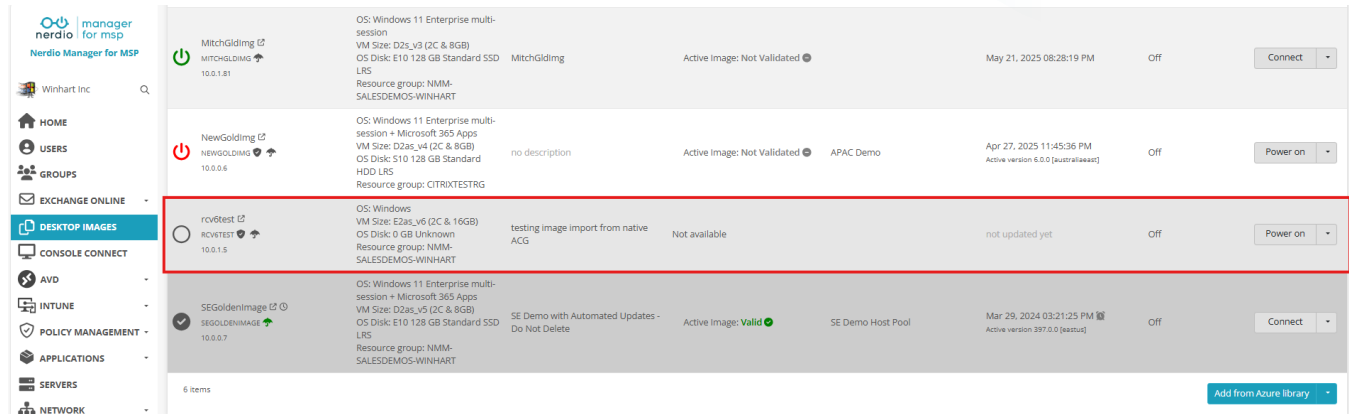 nerdio manager for msp
Nerdio Manager for MSP
Winhart Inc
HOME
USERS
GROUPS
EXCHANGE ONLINE
DESKTOP IMAGES
CONSOLE CONNECT
AVD
INTUNE
POLICY MANAGEMENT
APPLICATIONS
SERVERS
NETWORK
MitchGldImg
MITCHGLDIMG
10.0.1.81
OS: Windows 11 Enterprise multi-
session
VM Size: D2s_v3 (2C & 8GB)
OS Disk: E10 128 GB Standard SSD
LRS
Resource group: NMM-
SALESDEMOS-WINHART
MitchGldImg
Active Image: Not Validated
May 21, 2025 08:28:19 PM
Off
Connect
NewGoldImg
NEWGOLDIMG
10.0.0.6
OS: Windows 11 Enterprise multi-
session + Microsoft 365 Apps
VM Size: D2as_v4 (2C & 8GB)
OS Disk: S10 128 GB Standard
HDD LRS
Resource group: CITRIXTESTRG
no description
Active Image: Not Validated
APAC Demo
Apr 27, 2025 11:45:36 PM
Active version 6.0.0 [australiaeast]
Off
Power on
rcv6test
RCV6TEST
10.0.1.5
OS: Windows
VM Size: E2as_v6 (2C & 16GB)
OS Disk: 0 GB Unknown
Resource group: NMM-
SALESDEMOS-WINHART
testing image import from native
ACG
Not available
not updated yet
Off
Power on
SEGoldenImage
SEGOLDENIMAGE
10.0.0.7
OS: Windows 11 Enterprise multi-
session + Microsoft 365 Apps
VM Size: D2as_v5 (2C & 8GB)
OS Disk: E10 128 GB Standard SSD
LRS
Resource group: NMM-
SALESDEMOS-WINHART
SE Demo with Automated Updates -
Do Not Delete
Active Image: Valid
SE Demo Host Pool
Mar 29, 2024 03:21:25 PM
Active version 397.0.0 [eastus]
Off
Connect
6 items
Add from Azure library